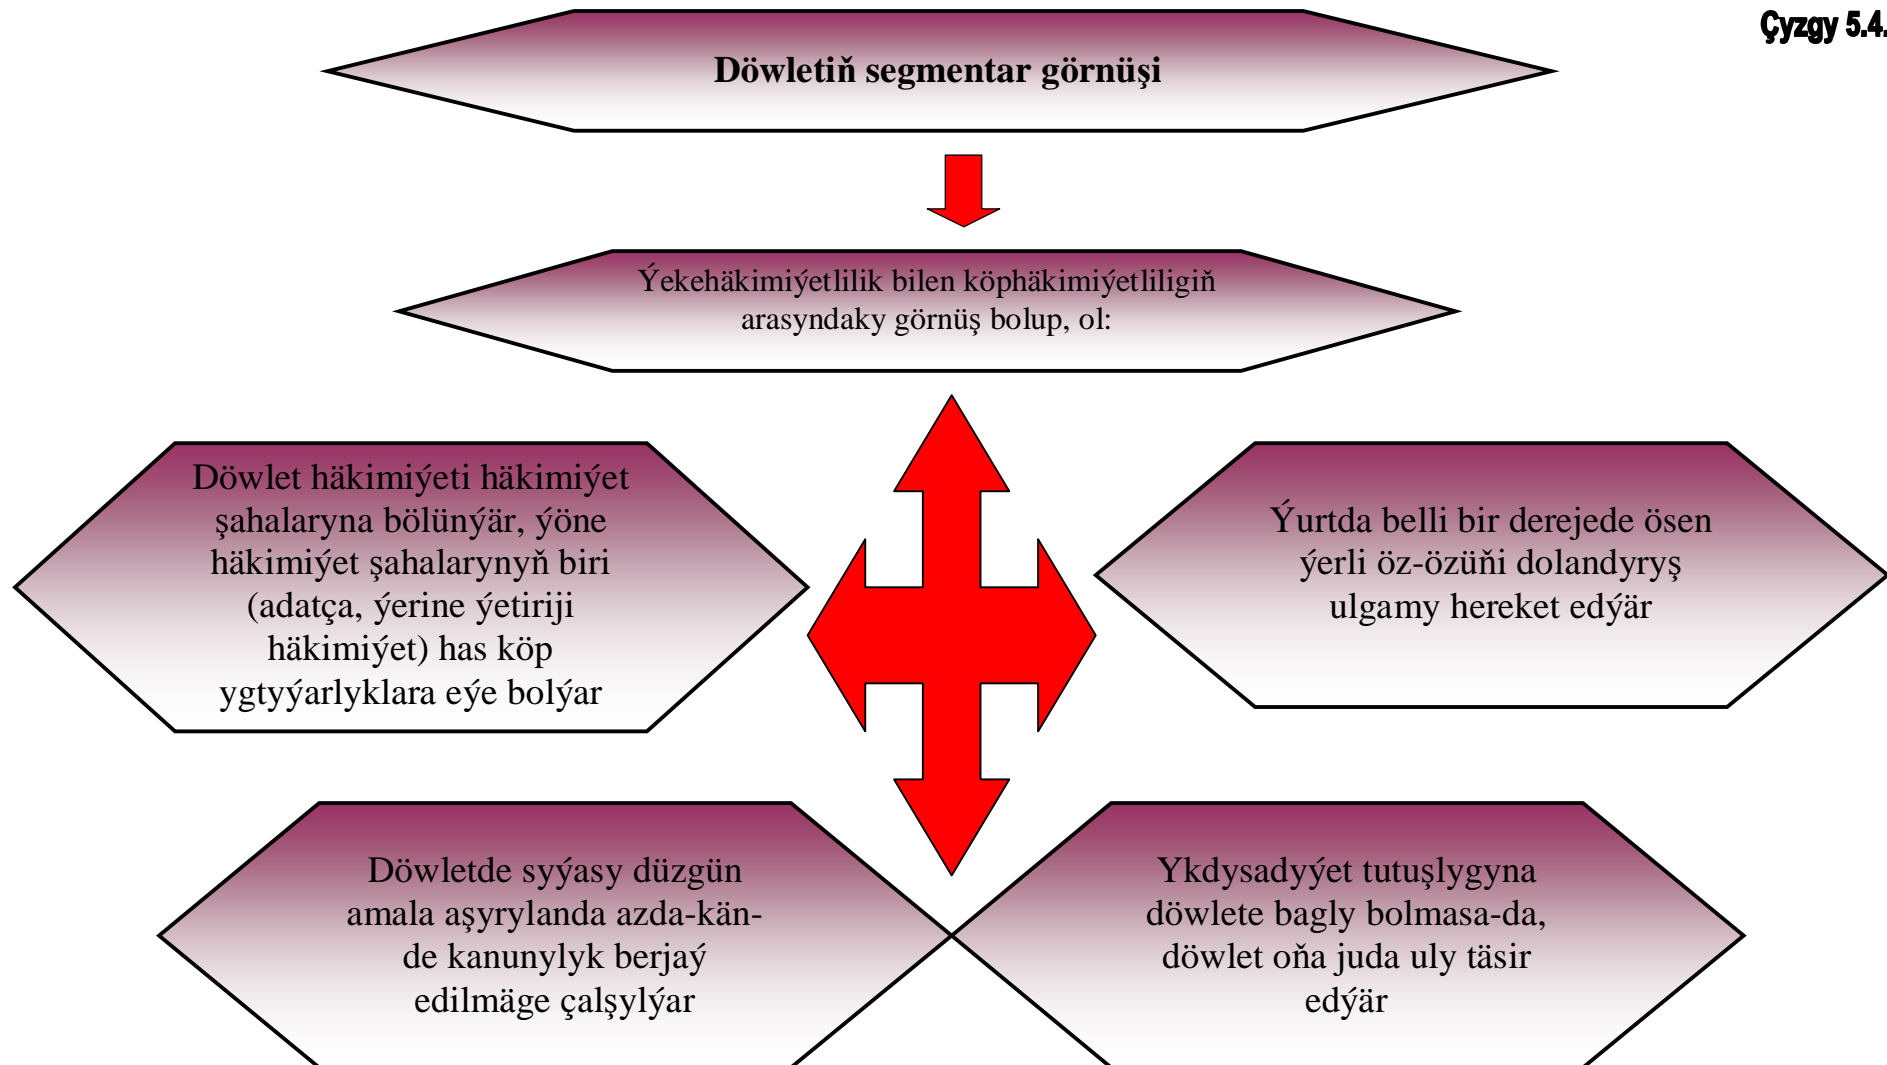 Çyzgy 5.4.
Döwletiň segmentar görnüşi
Ýekehäkimiýetlilik bilen köphäkimiýetliligiň
arasyndaky görnüş bolup, ol:
Döwlet häkimiýeti häkimiýet
şahalaryna bölünýär, ýöne
häkimiýet şahalarynyň biri
(adatça, ýerine ýetiriji
häkimiýet) has köp
ygtyýarlyklara eýe bolýar
Ýurtda belli bir derejede ösen
ýerli öz-özüňi dolandyryş
ulgamy hereket edýär
Döwletde syýasy düzgün
amala aşyrylanda azda-kän-
de kanunylyk berjaý
edilmäge çalşylýar
Ykdysadyýet tutuşlygyna
döwlete bagly bolmasa-da,
döwlet oňa juda uly täsir
edýär